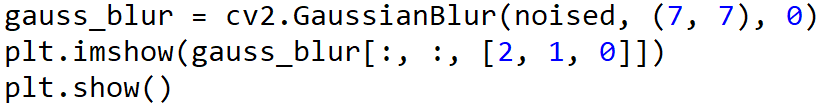 gauss_blur = cv2.GaussianBlur(noised, (7, 7), 0)
plt.imshow(gauss_blur[:, :, [2, 1, 0]])
plt.show()